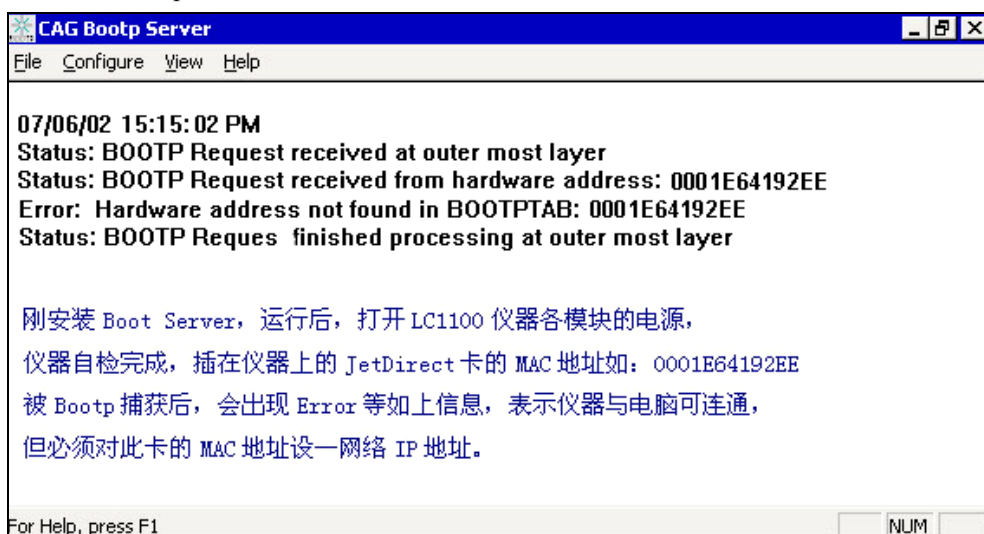 CAG Bootp Server
File Configure View Help
07/06/02 15:15:02 PM
Status: BOOTP Request received at outer most layer
Status: BOOTP Request received from hardware address: 0001E64192EE
Error: Hardware address not found in BOOTPTAB: 0001E64192EE
Status: BOOTP Reques finished processing at outer most layer
刚安装 Boot Server，运行后，打开 LC1100 仪器各模块的电源，
仪器自检完成，插在仪器上的 JetDirect 卡的 MAC 地址如：0001E64192EE
被 Bootp 捕获后，会出现 Error 等如上信息，表示仪器与电脑可连通，
但必须对此卡的 MAC 地址设一网络 IP 地址。
For Help, press F1 NUM